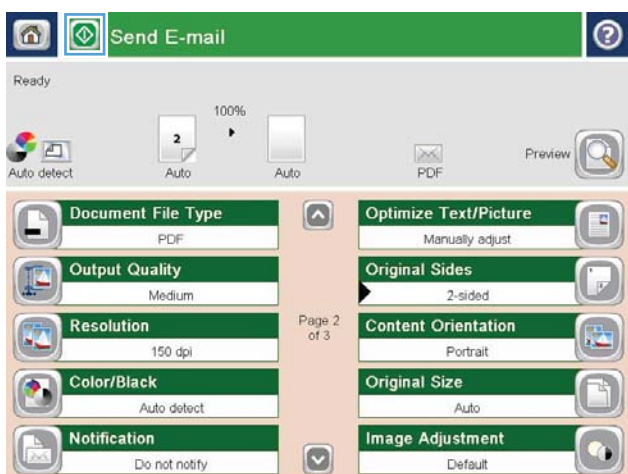 Send E-mail
?
Ready
100%
2
Auto detect
Auto
Auto
PDF
Preview
Document File Type
PDF
Output Quality
Medium
Resolution
150 dpi
Color/Black
Auto detect
Notification
Do not notify
Page 2
of 3
Optimize Text/Picture
Manually adjust
Original Sides
2-sided
Content Orientation
Portrait
Original Size
Auto
Image Adjustment
Default